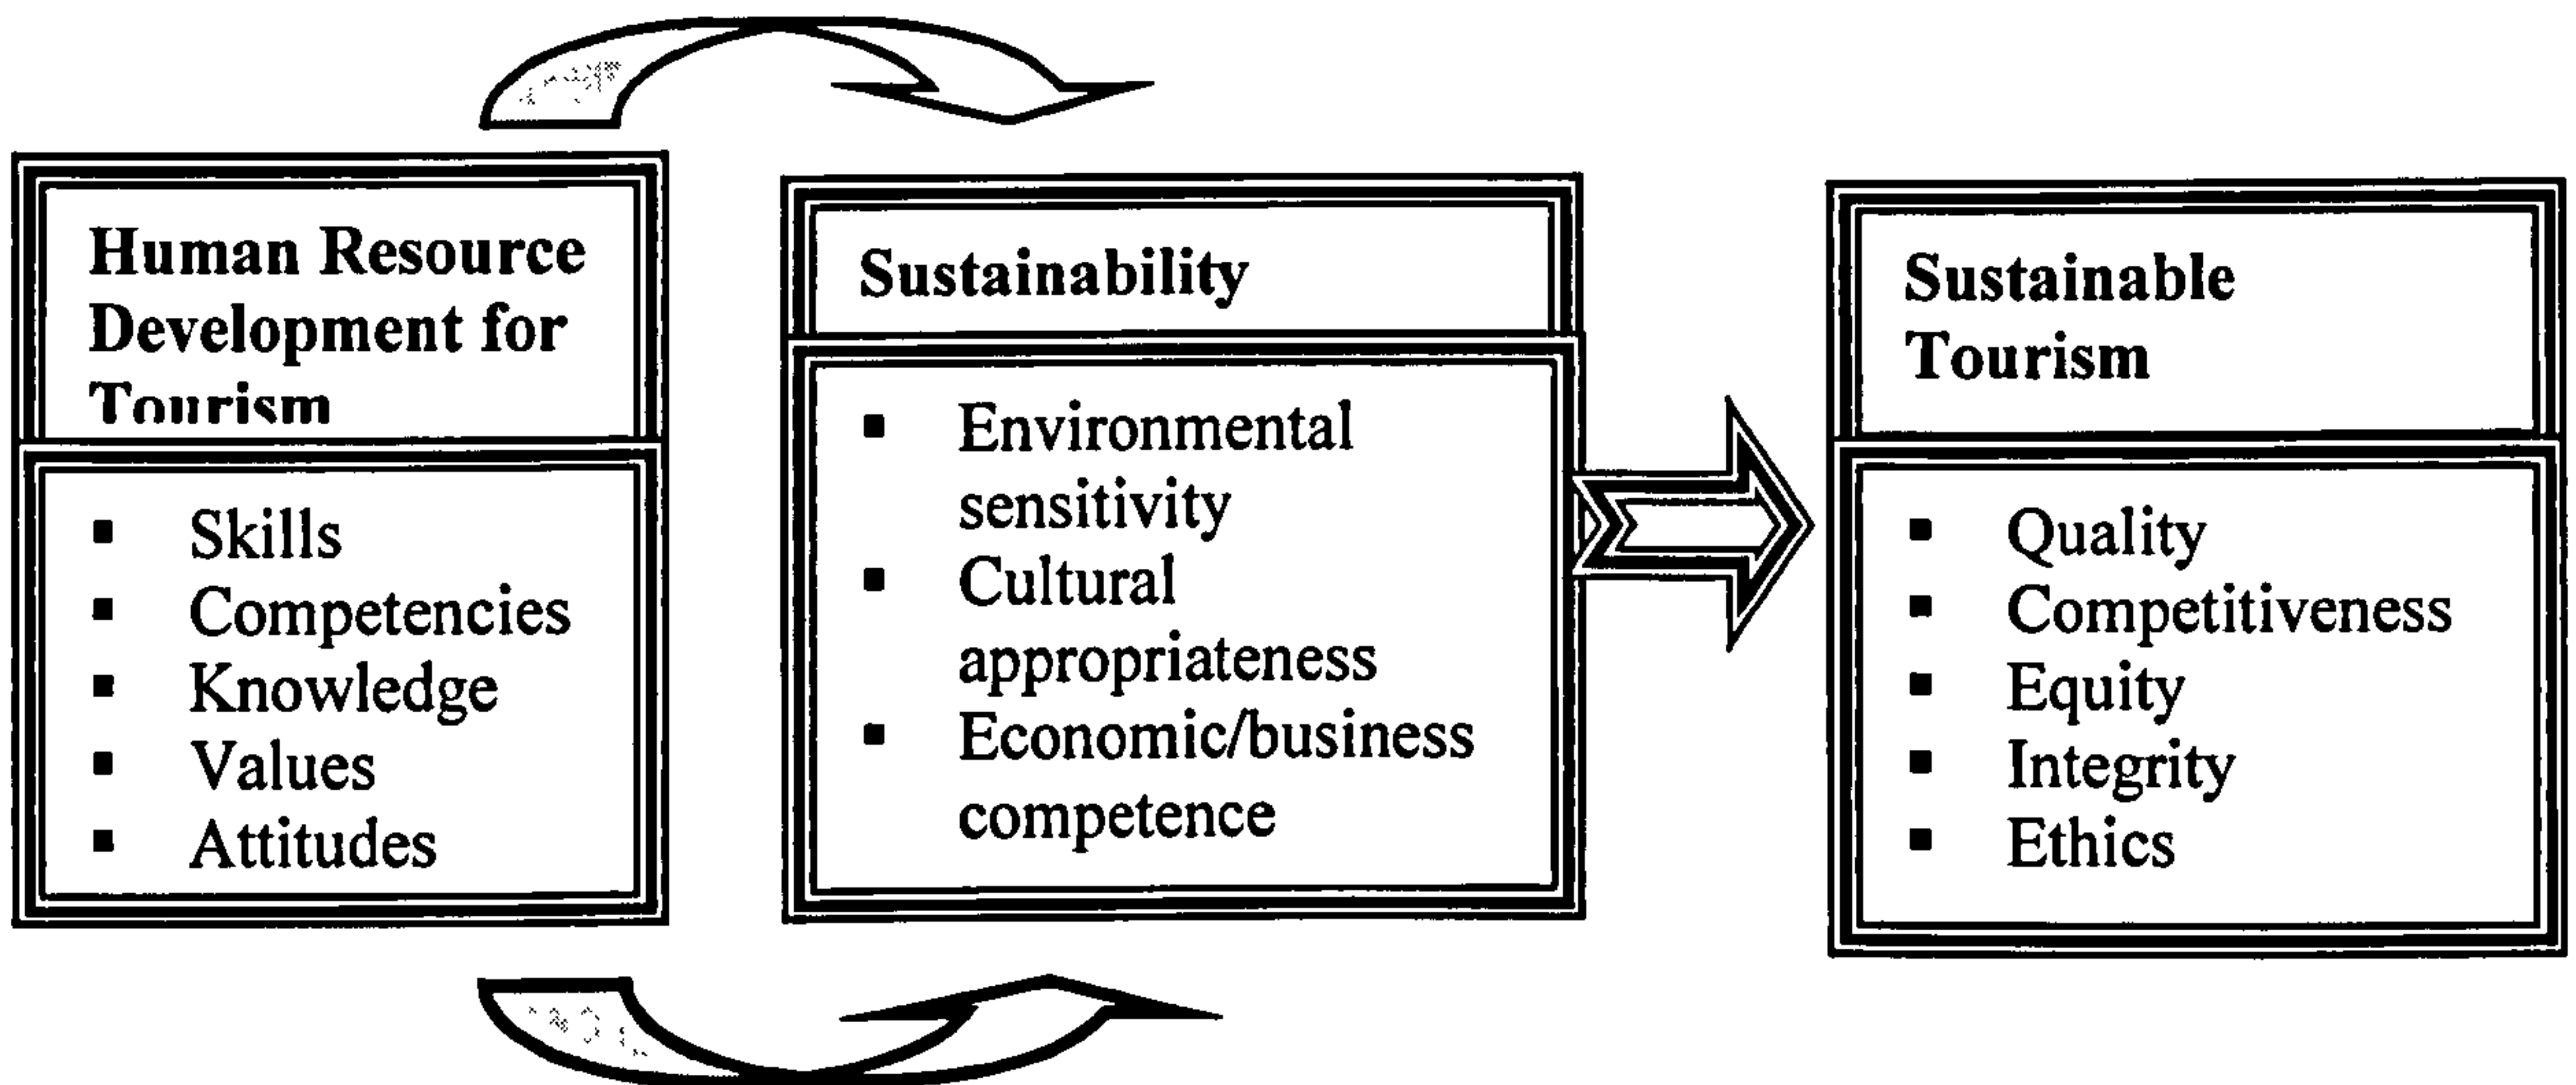 Human Resource
Development for
Tourism
▪ Skills
▪ Competencies
▪ Knowledge
▪ Values
▪ Attitudes
Sustainability
▪ Environmental
sensitivity
▪ Cultural
appropriateness
▪ Economic/business
competence
Sustainable
Tourism
▪ Quality
▪ Competitiveness
▪ Equity
▪ Integrity
▪ Ethics